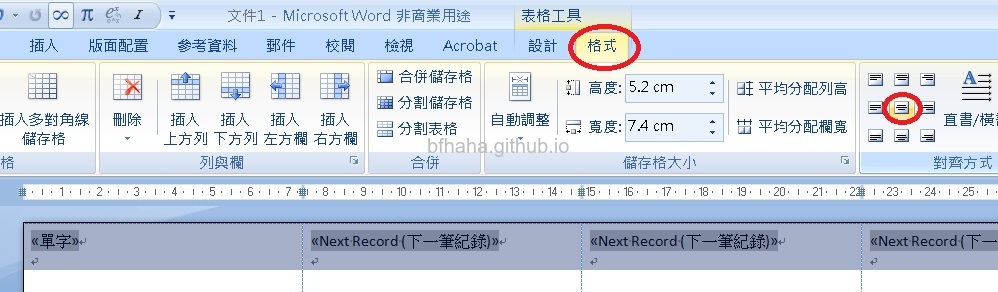 文件1 - Microsoft Word 非商業用途
表格工具
插入 版面配置 參考資料 郵件 校閱 檢視 Acrobat 設計 格式
插入多對角線
儲存格
刪除
插入
上方列
插入
下方列
插入
左方欄
插入
右方欄
合併儲存格
分割儲存格
分割表格
自動調整
高度: 5.2 cm
寬度: 7.4 cm
平均分配列高
平均分配欄寬
直書/橫書
格 列與欄 合併 儲存格大小 對齊方式
bfhaha.github.io
1 2 3 4 5 6 7 9 10 11 12 13 15 16 17 18 19 20 21 22 23 24 25
«單字» «Next Record (下一筆紀錄)» «Next Record (下一筆紀錄)» «Next Record (下一